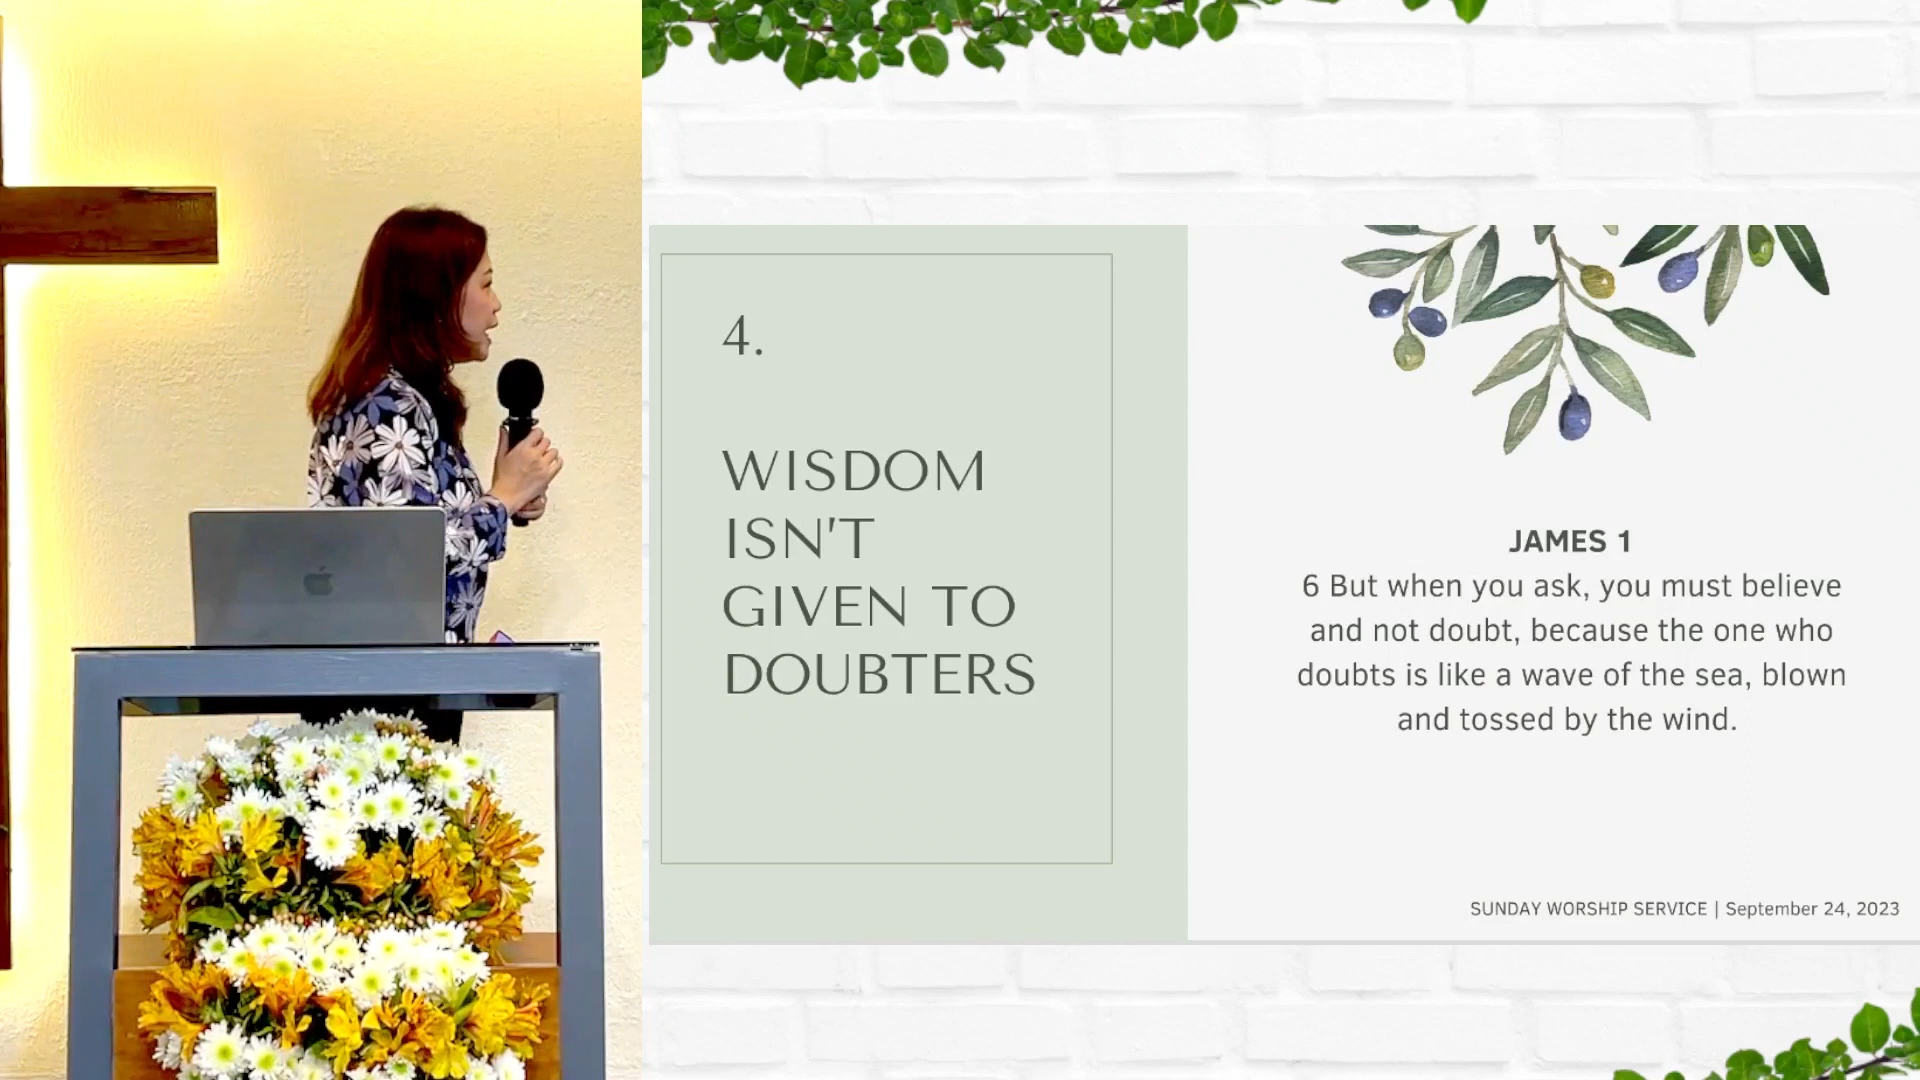 4.
WISDOM
ISN'T
GIVEN TO
DOUBTERS
JAMES 1
6 But when you ask, you must believe
and not doubt, because the one who
doubts is like a wave of the sea, blown
and tossed by the wind.
SUNDAY WORSHIP SERVICE | September 24, 2023